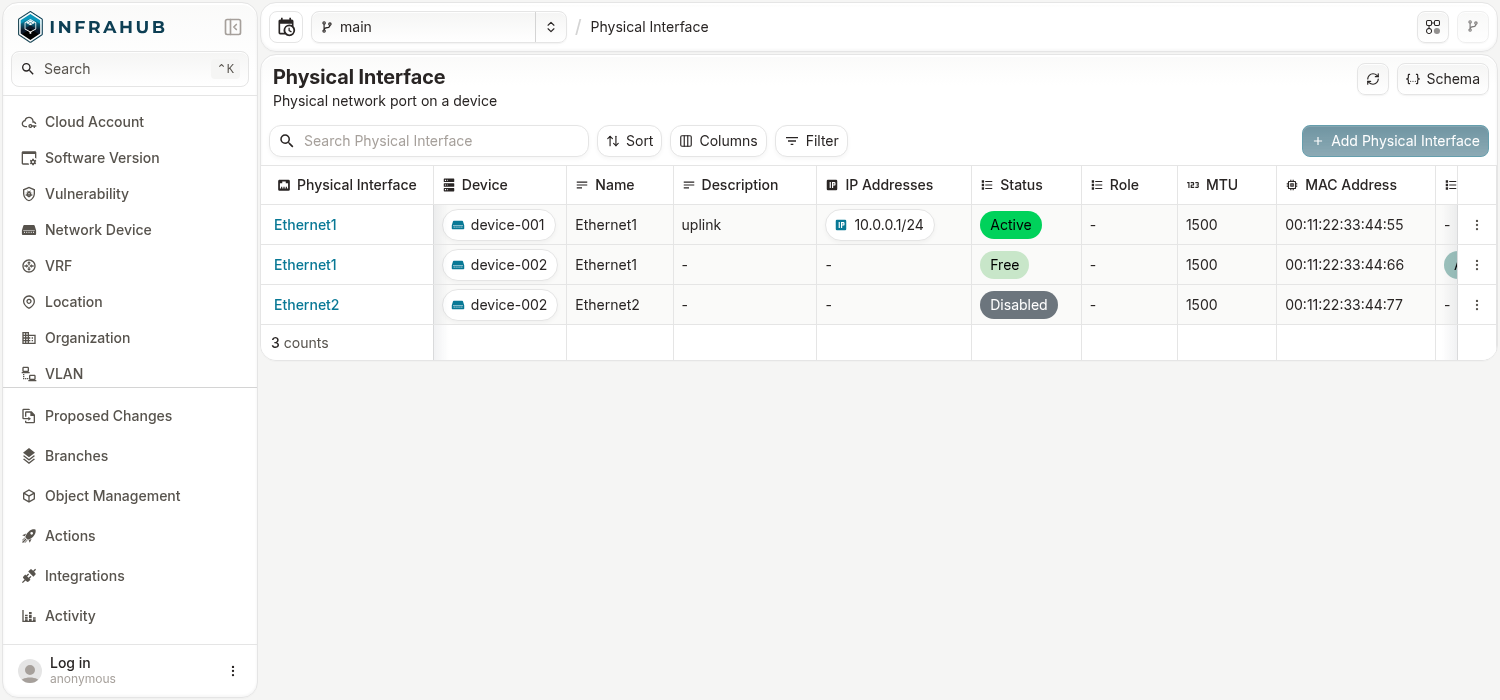 INFRAHUB
Search ^K
Cloud Account
Software Version
Vulnerability
Network Device
VRF
Location
Organization
VLAN
Proposed Changes
Branches
Object Management
Actions
Integrations
Activity
Log in
anonymous
main / Physical Interface
Physical Interface
Physical network port on a device
{..} Schema
Search Physical Interface Sort Columns Filter + Add Physical Interface
Physical Interface Device Name Description IP Addresses Status Role 123 MTU MAC Address
Ethernet1 device-001 Ethernet1 uplink IP 10.0.0.1/24 Active - 1500 00:11:22:33:44:55 -
Ethernet1 device-002 Ethernet1 - - Free - 1500 00:11:22:33:44:66
Ethernet2 device-002 Ethernet2 - - Disabled - 1500 00:11:22:33:44:77 -
3 counts